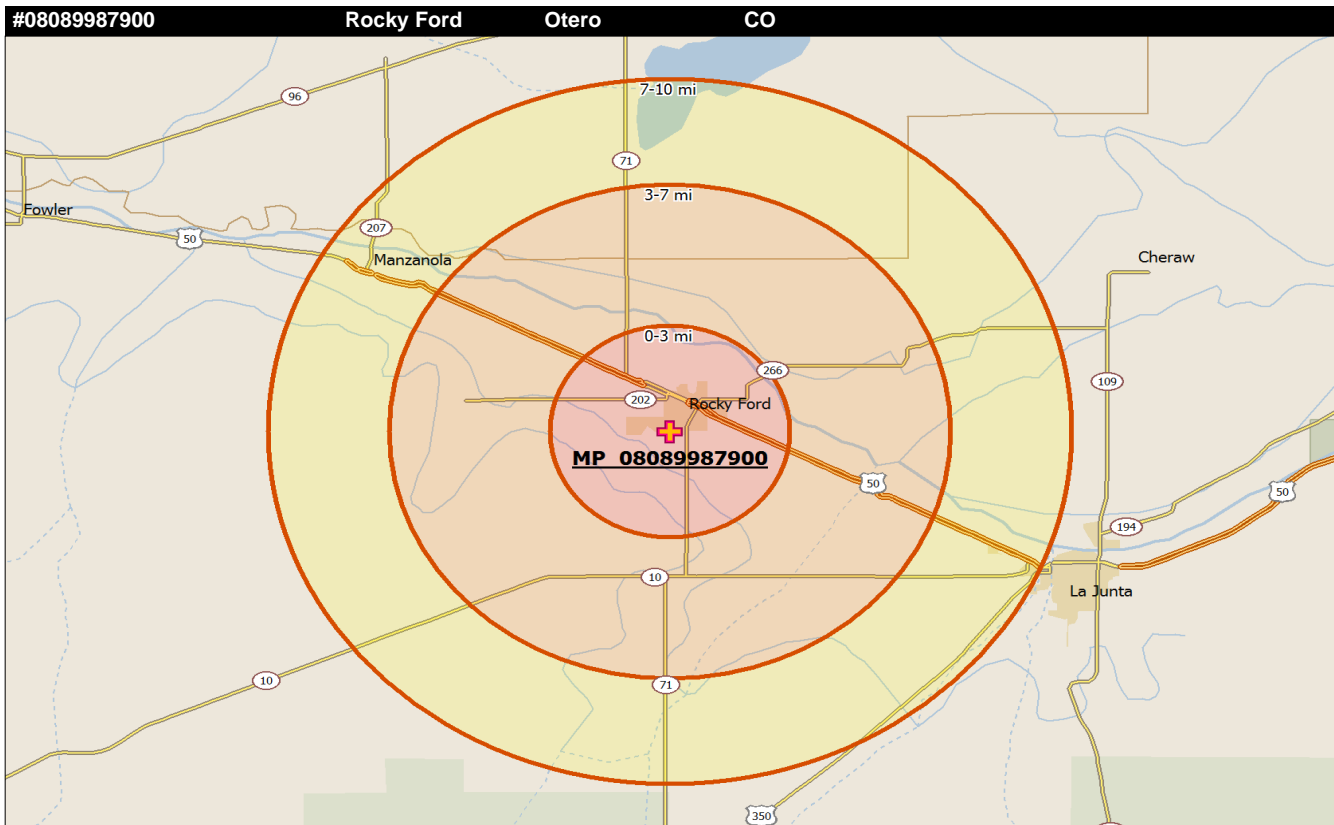 #08089987900 Rocky Ford Otero CO
7-10 mi
96
71
3-7 mi
Fowler
207
50
Manzanola
Cheraw
0-3 mi
266
109
202
Rocky Ford
MP 08089987900
50
50
194
10
La Junta
10
71
350